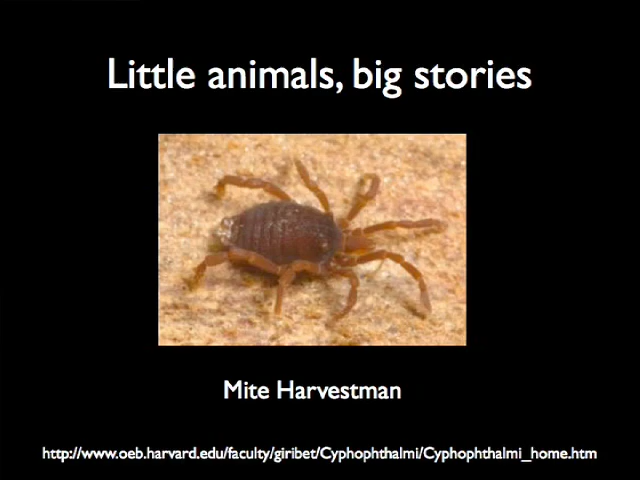 Little animals, big stories
Mite Harvestman
http://www.oeb.harvard.edu/faculty/giribet/Cyphophthalmi/Cyphophthalmi_home.htm